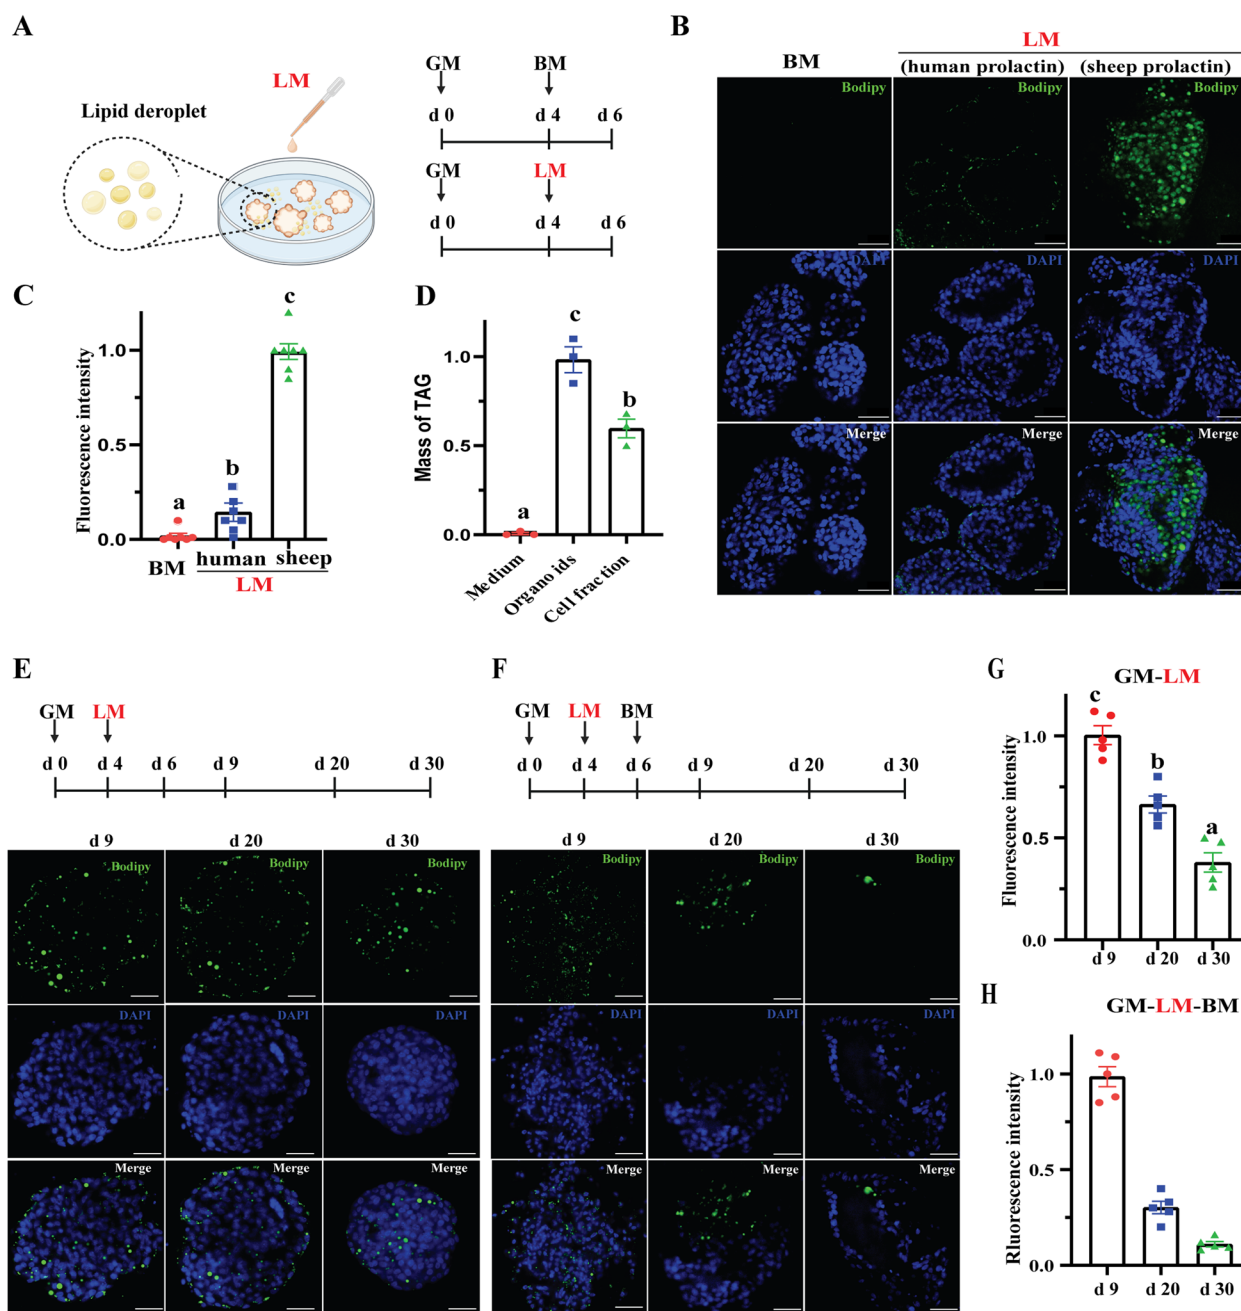 A
LM
Lipid deroplet
GM
BM
d 0
d 4
d 6
GM
LM
d 0
d 4
d 6
B
BM
LM
(human prolactin)
(sheep prolactin)
Bodipy
Bodipy
Bodipy
DAPI
DAPI
DAPI
Merge
Merge
Merge
C
Fluorescence intensity
1.0
0.5
0.0
a
b
c
BM
human
sheep
LM
D
Mass of TAG
1.0
0.5
0.0
a
c
b
Medium
Organo ids
Cell fraction
E
GM
LM
d 0
d 4
d 6
d 9
d 20
d 30
d 9
d 20
d 30
Bodipy
Bodipy
Bodipy
DAPI
DAPI
DAPI
Merge
Merge
Merge
F
GM
LM
BM
d 0
d 4
d 6
d 9
d 20
d 30
d 9
d 20
d 30
Bodipy
Bodipy
Bodipy
DAPI
DAPI
DAPI
Merge
Merge
Merge
G
GM-LM
Fluorescence intensity
1.0
0.5
0.0
c
b
a
d 9
d 20
d 30
H
GM-LM-BM
Rluorescence intensity
1.0
0.5
0.0
d 9
d 20
d 30